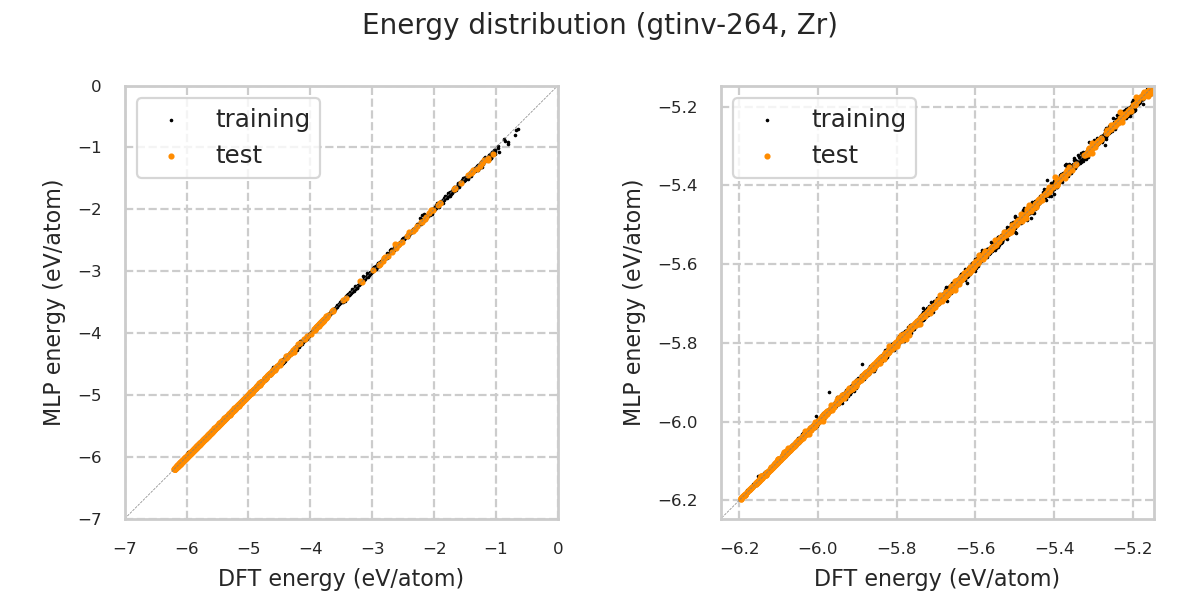 Energy distribution (gtinv-264, Zr)
training
test
0
−1
−2
−3
−4
−5
−6
−7
MLP energy (eV/atom)
−7 −6 −5 −4 −3 −2 −1 0
DFT energy (eV/atom)
training
test
−5.2
−5.4
−5.6
−5.8
−6.0
−6.2
MLP energy (eV/atom)
−6.2 −6.0 −5.8 −5.6 −5.4 −5.2
DFT energy (eV/atom)